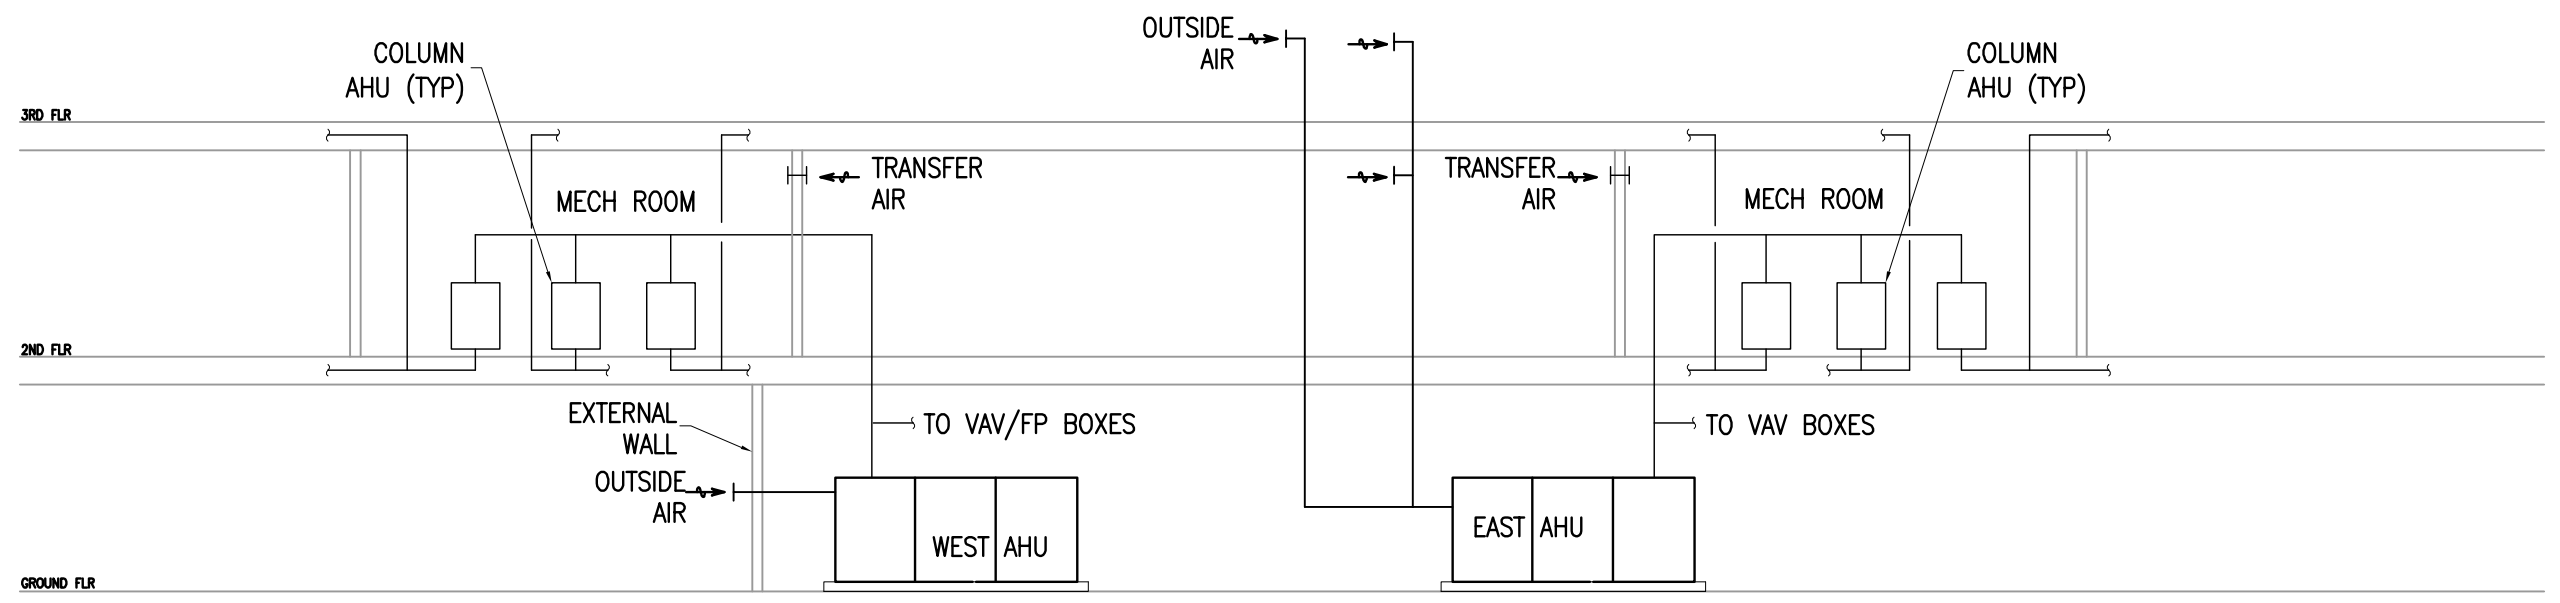 OUTSIDE
AIR
COLUMN
AHU (TYP)
COLUMN
AHU (TYP)
3RD FLR
TRANSFER
AIR
TRANSFER
AIR
MECH ROOM
MECH ROOM
2ND FLR
EXTERNAL
WALL
TO VAV/FP BOXES
TO VAV BOXES
OUTSIDE
AIR
WEST AHU
EAST AHU
GROUND FLR